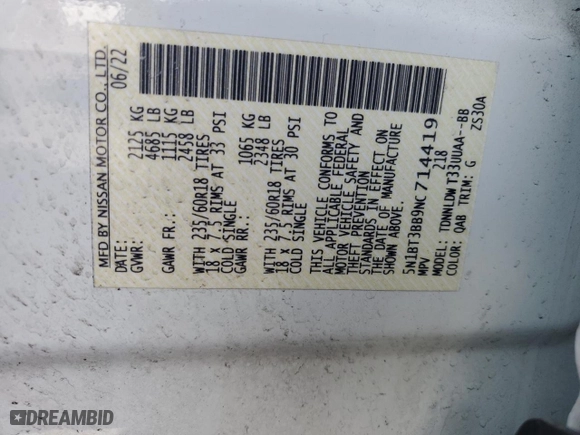 MFD BY NISSAN MOTOR CO., LTD.
DATE: 06/22
GVWR: 2125 KG
4685 LB
GAWR FR.: 1115 KG
2458 LB
WITH 235/60R18 TIRES
18 X 7.5 RIMS AT 33 PSI
COLD SINGLE
GAWR RR.: 1065 KG
2348 LB
WITH 235/60R18 TIRES
18 X 7.5 RIMS AT 30 PSI
COLD SINGLE
THIS VEHICLE CONFORMS TO
ALL APPLICABLE FEDERAL
MOTOR VEHICLE SAFETY AND
THEFT PREVENTION
STANDARDS IN EFFECT ON
THE DATE OF MANUFACTURE
5N1BT3BB9NC714419
MPV 218
MODEL: TDNNLDW T33UUAA--BB
COLOR: QAB TRIM: G ZS30A
DREAMBID